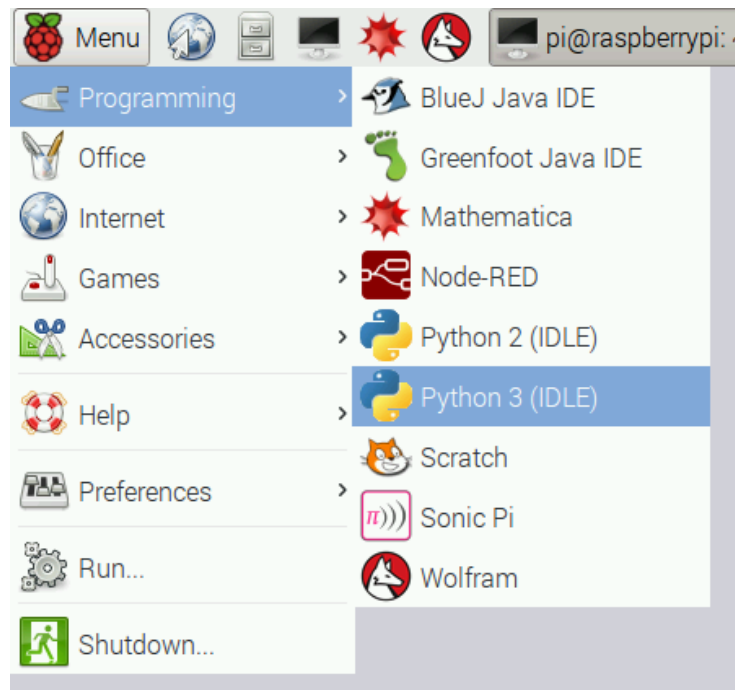 Menu
pi@raspberrypi:
Programming
Office
Internet
Games
Accessories
Help
Preferences
Run...
Shutdown...
BlueJ Java IDE
Greenfoot Java IDE
Mathematica
Node-RED
Python 2 (IDLE)
Python 3 (IDLE)
Scratch
π)))
Sonic Pi
Wolfram